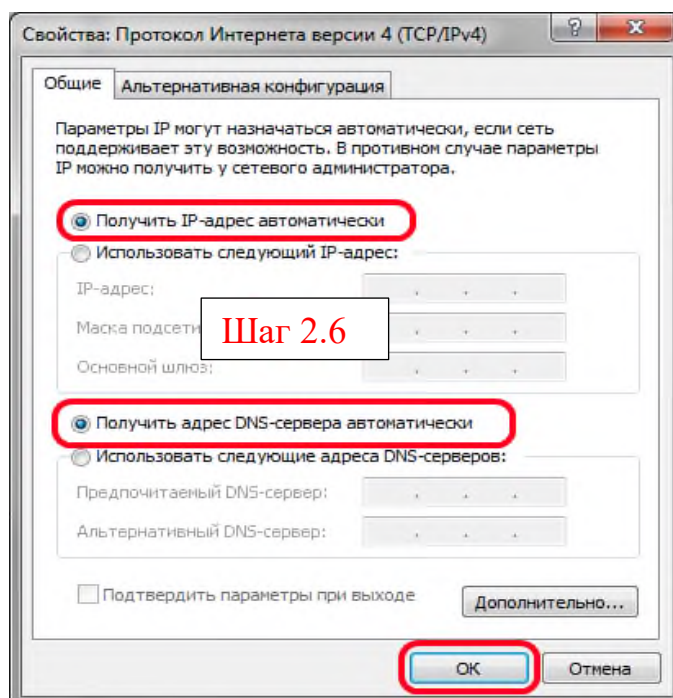 Свойства: Протокол Интернета версии 4 (TCP/IPv4)
Общие
Альтернативная конфигурация
Параметры IP могут назначаться автоматически, если сеть
поддерживает эту возможность. В противном случае параметры
IP можно получить у сетевого администратора.
Получить IP-адрес автоматически
Использовать следующий IP-адрес:
IP-адрес:
Маска подсети
Шаг 2.6
Основной шлюз:
Получить адрес DNS-сервера автоматически
Использовать следующие адреса DNS-серверов:
Предпочитаемый DNS-сервер:
Альтернативный DNS-сервер:
Подтвердить параметры при выходе
Дополнительно...
ОК
Отмена